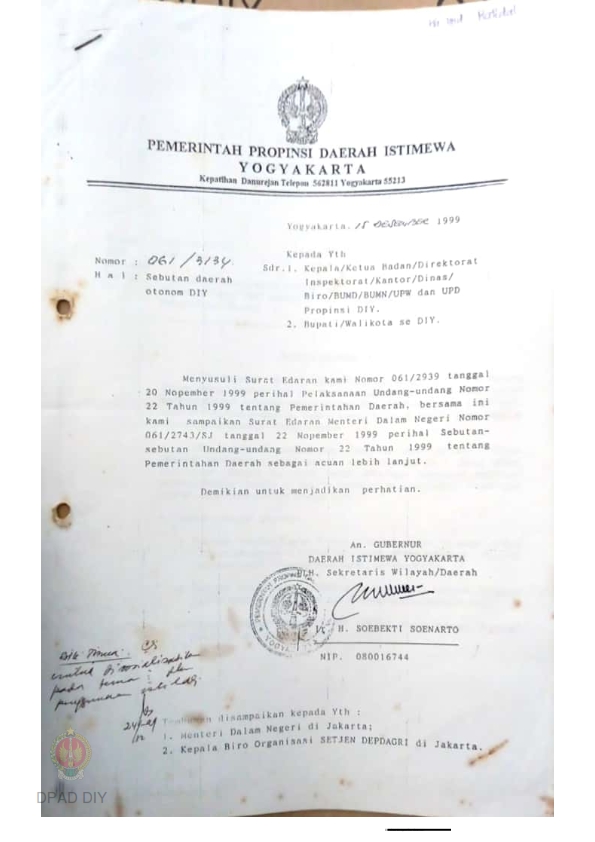 PEMERINTAH PROPINSI DAERAH ISTIMEWA
YOGYAKARTA
Kepatihan Danurejan Telepon 562811 Yogyakarta 55213
Yogyakarta, 15 DESEMBER 1999
Nomor : 061 / 3134
H a l : Sebutan daerah
otonom DIY
Kepada Yth
Sdr.1. Kepala/Ketua Badan/Direktorat
Inspektorat/Kantor/Dinas/
Biro/BUMD/BUMN/UPW dan UPD
Propinsi DIY.
2. Bupati/Walikota se DIY.
Menyusuli Surat Edaran kami Nomor 061/2939 tanggal
20 Nopember 1999 perihal Pelaksanaan Undang-undang Nomor
22 Tahun 1999 tentang Pemerintahan Daerah, bersama ini
kami sampaikan Surat Edaran Menteri Dalam Negeri Nomor
061/2743/SJ tanggal 22 Nopember 1999 perihal Sebutan-
sebutan Undang-undang Nomor 22 Tahun 1999 tentang
Pemerintahan Daerah sebagai acuan lebih lanjut.
Demikian untuk menjadikan perhatian.
An. GUBERNUR
DAERAH ISTIMEWA YOGYAKARTA
Sekretaris Wilayah/Daerah
H. SOEBEKTI SOENARTO
NIP. 080016744
untuk
Tembusan disampaikan kepada Yth :
1. Menteri Dalam Negeri di Jakarta;
2. Kepala Biro Organisasi SETJEN DEPDAGRI di Jakarta.
DPAD DIY